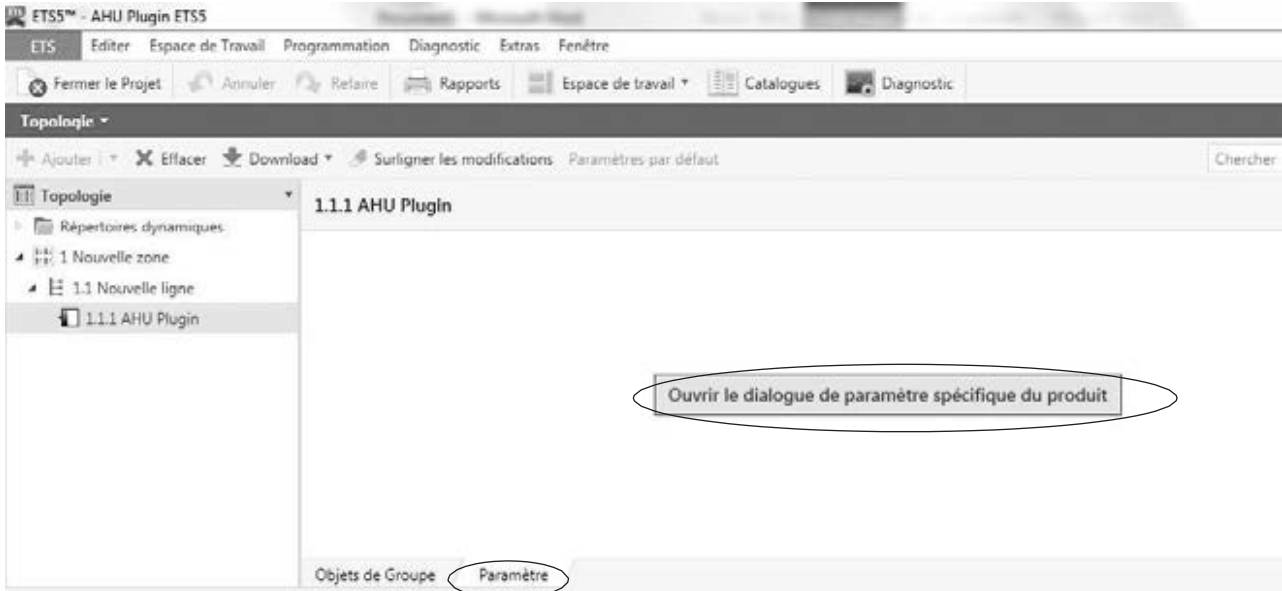 ETS5™ - AHU Plugin ETS5
ETS Editer Espace de Travail Programmation Diagnostic Extras Fenêtre
Fermer le Projet Annuler Refaire Rapports Espace de travail Catalogues Diagnostic
Topologie
Ajouter Effacer Download Surligner les modifications Paramètres par défaut Chercher
Topologie
1.1.1 AHU Plugin
Répertoires dynamiques
1 Nouvelle zone
1.1 Nouvelle ligne
1.1.1 AHU Plugin
Ouvrir le dialogue de paramètre spécifique du produit
Objets de Groupe Paramètre